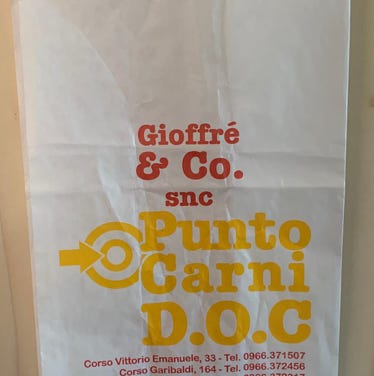 Gioffré
& Co.
snc
Punto
Carni
D.O.C
Corso Vittorio Emanuele, 33 - Tel. 0966.371507
Corso Garibaldi, 164 - Tel. 0966.372456